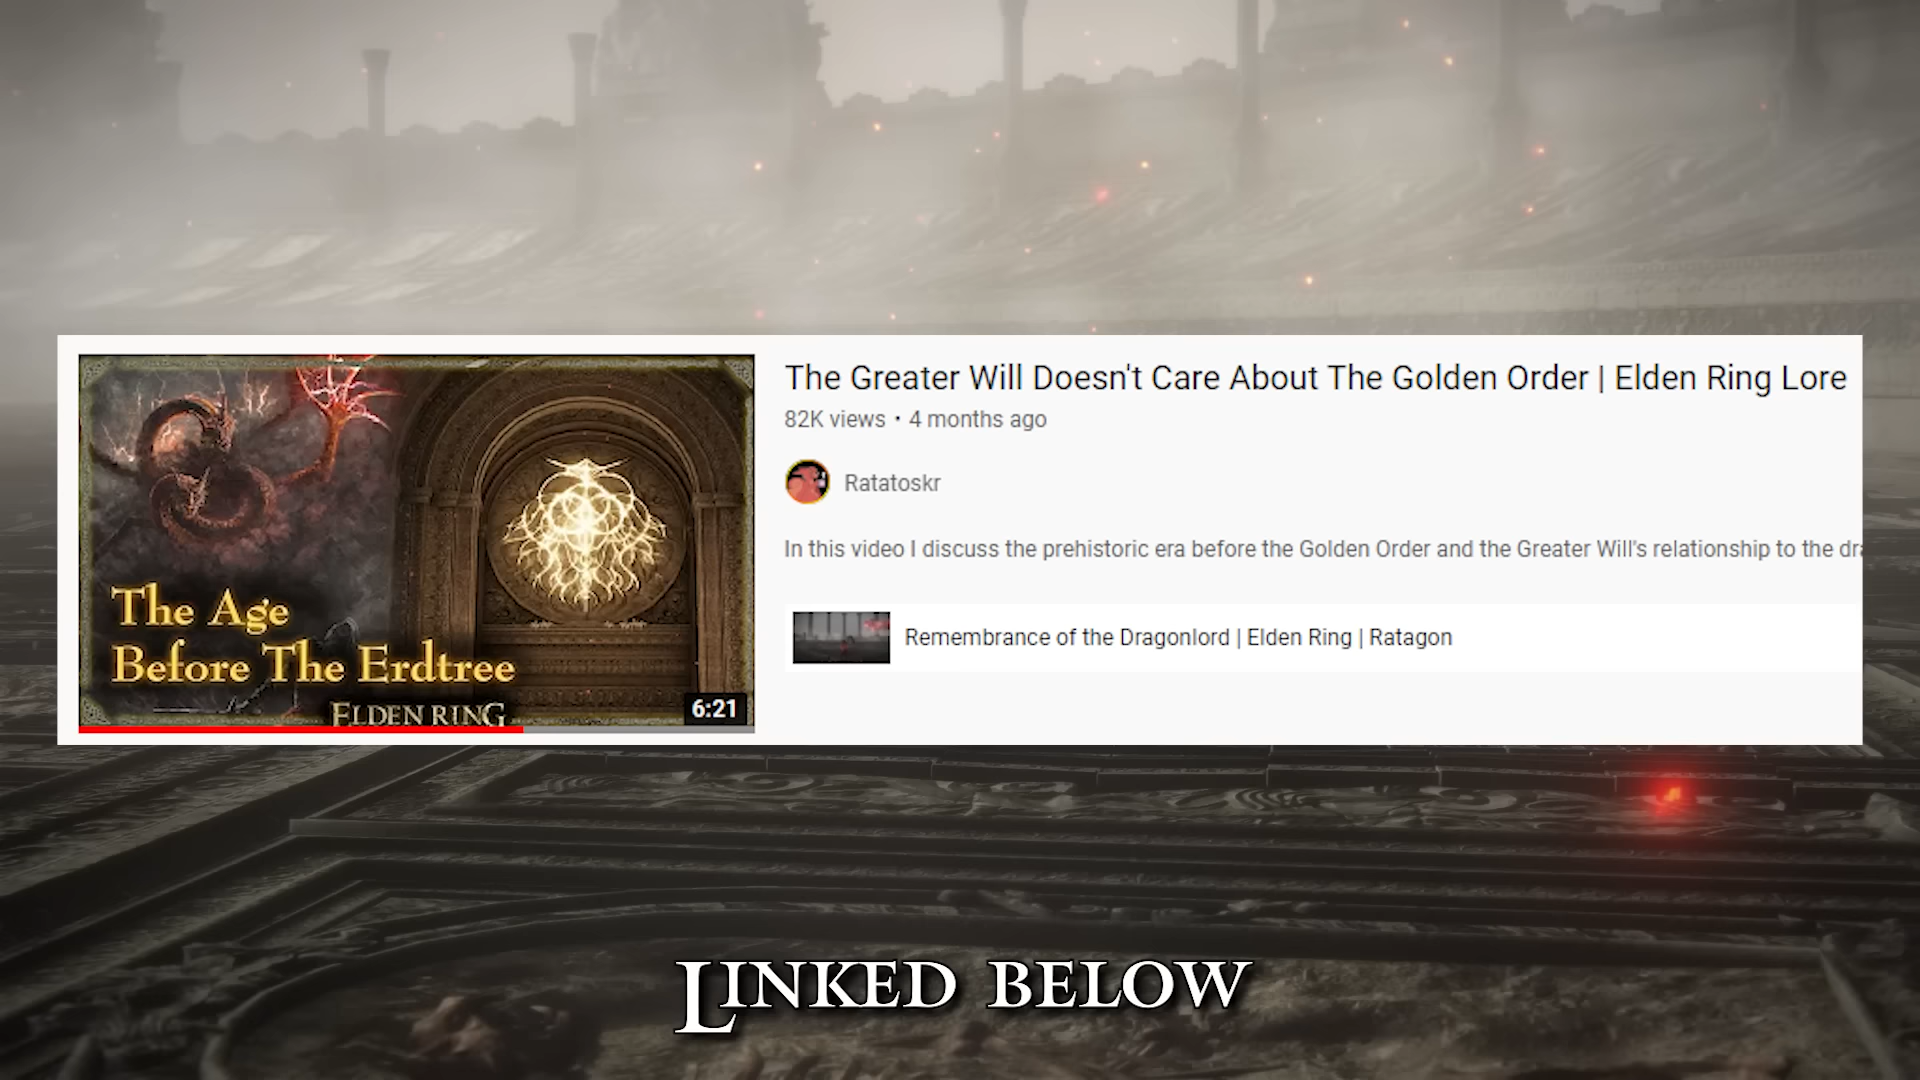 The Greater Will Doesn't Care About The Golden Order | Elden Ring Lore
82K views • 4 months ago
Ratatoskr
In this video I discuss the prehistoric era before the Golden Order and the Greater Will's relationship to the dra
Remembrance of the Dragonlord | Elden Ring | Ratagon
The Age
Before The Erdtree
ELDEN RING
6:21
LINKED BELOW